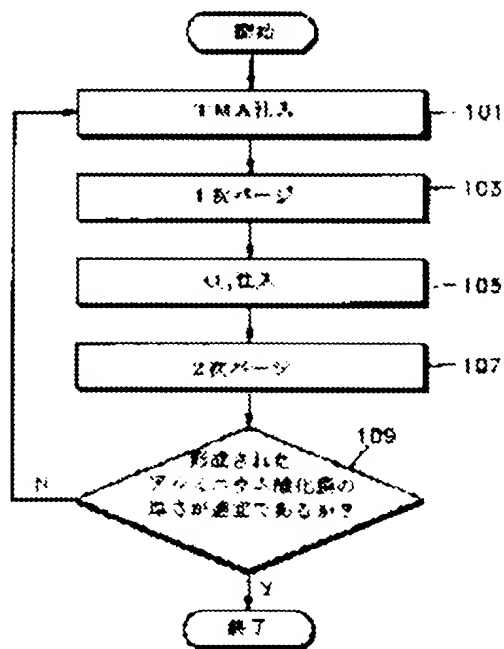 開始
TMA注入
101
1次パージ
103
O₃注入
105
2次パージ
107
109
形成された
アルミニウム酸化膜の
厚さが適宜であるか?
N
Y
終了